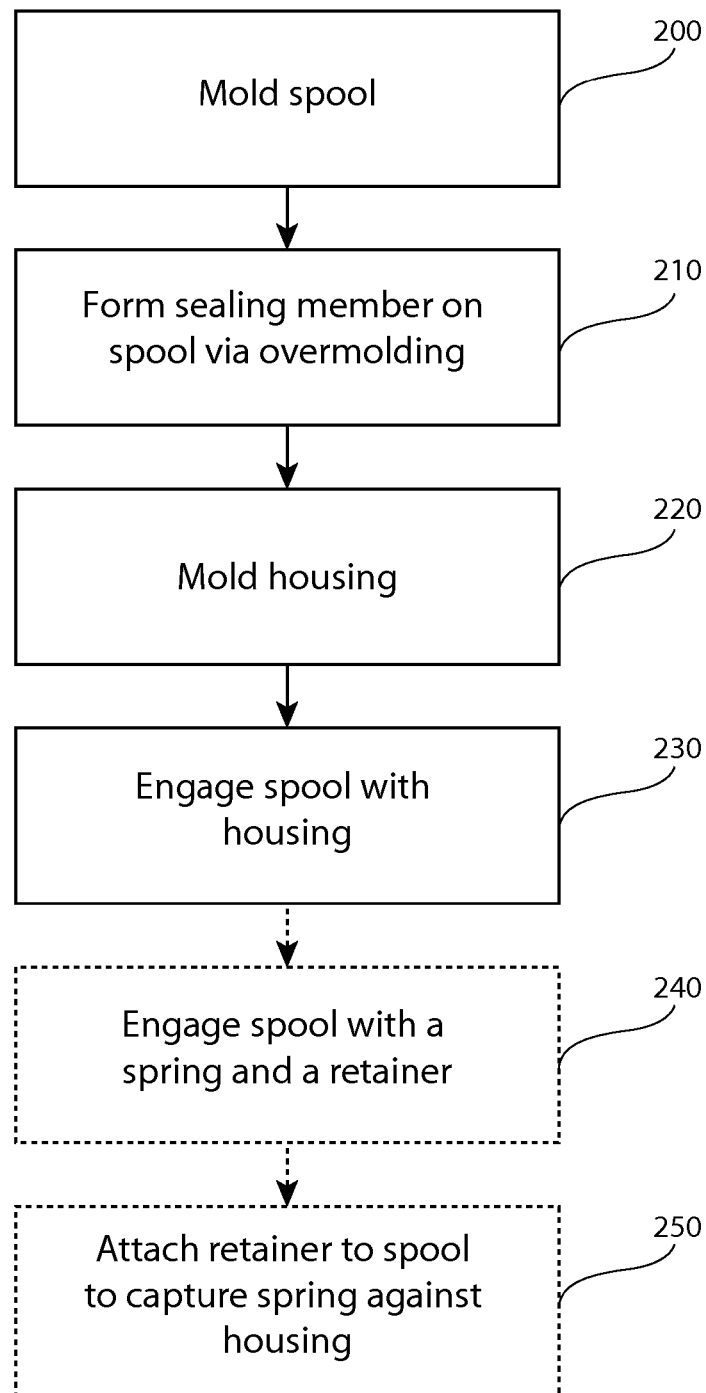 200
Mold spool
210
Form sealing member on
spool via overmolding
220
Mold housing
230
Engage spool with
housing
240
Engage spool with a
spring and a retainer
250
Attach retainer to spool
to capture spring against
housing